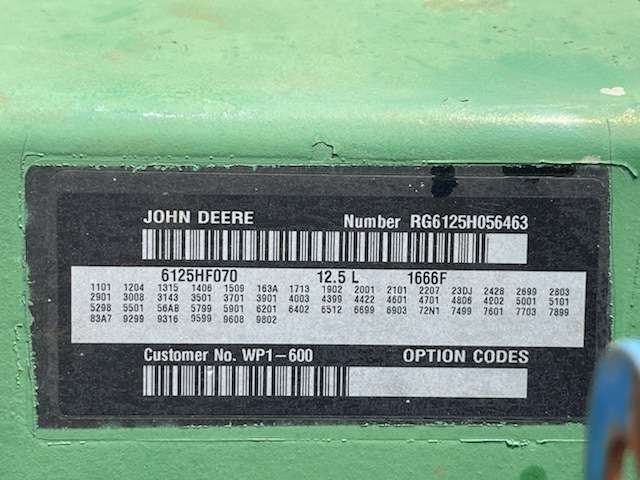 JOHN DEERE Number RG6125H056463
6125HF070 12.5 L 1666F
1101 1204 1315 1406 1509 163A 1713 1902 2001 2101 2207 23DJ 2428 2699 2803
2901 3008 3143 3501 3701 3901 4003 4399 4422 4601 4701 4806 4202 5001 5101
5298 5501 56AB 5799 5901 6201 6402 6512 6699 6903 72N1 7499 7601 7703 7899
83A7 9299 9316 9599 9608 9802
Customer No. WP1-600 OPTION CODES